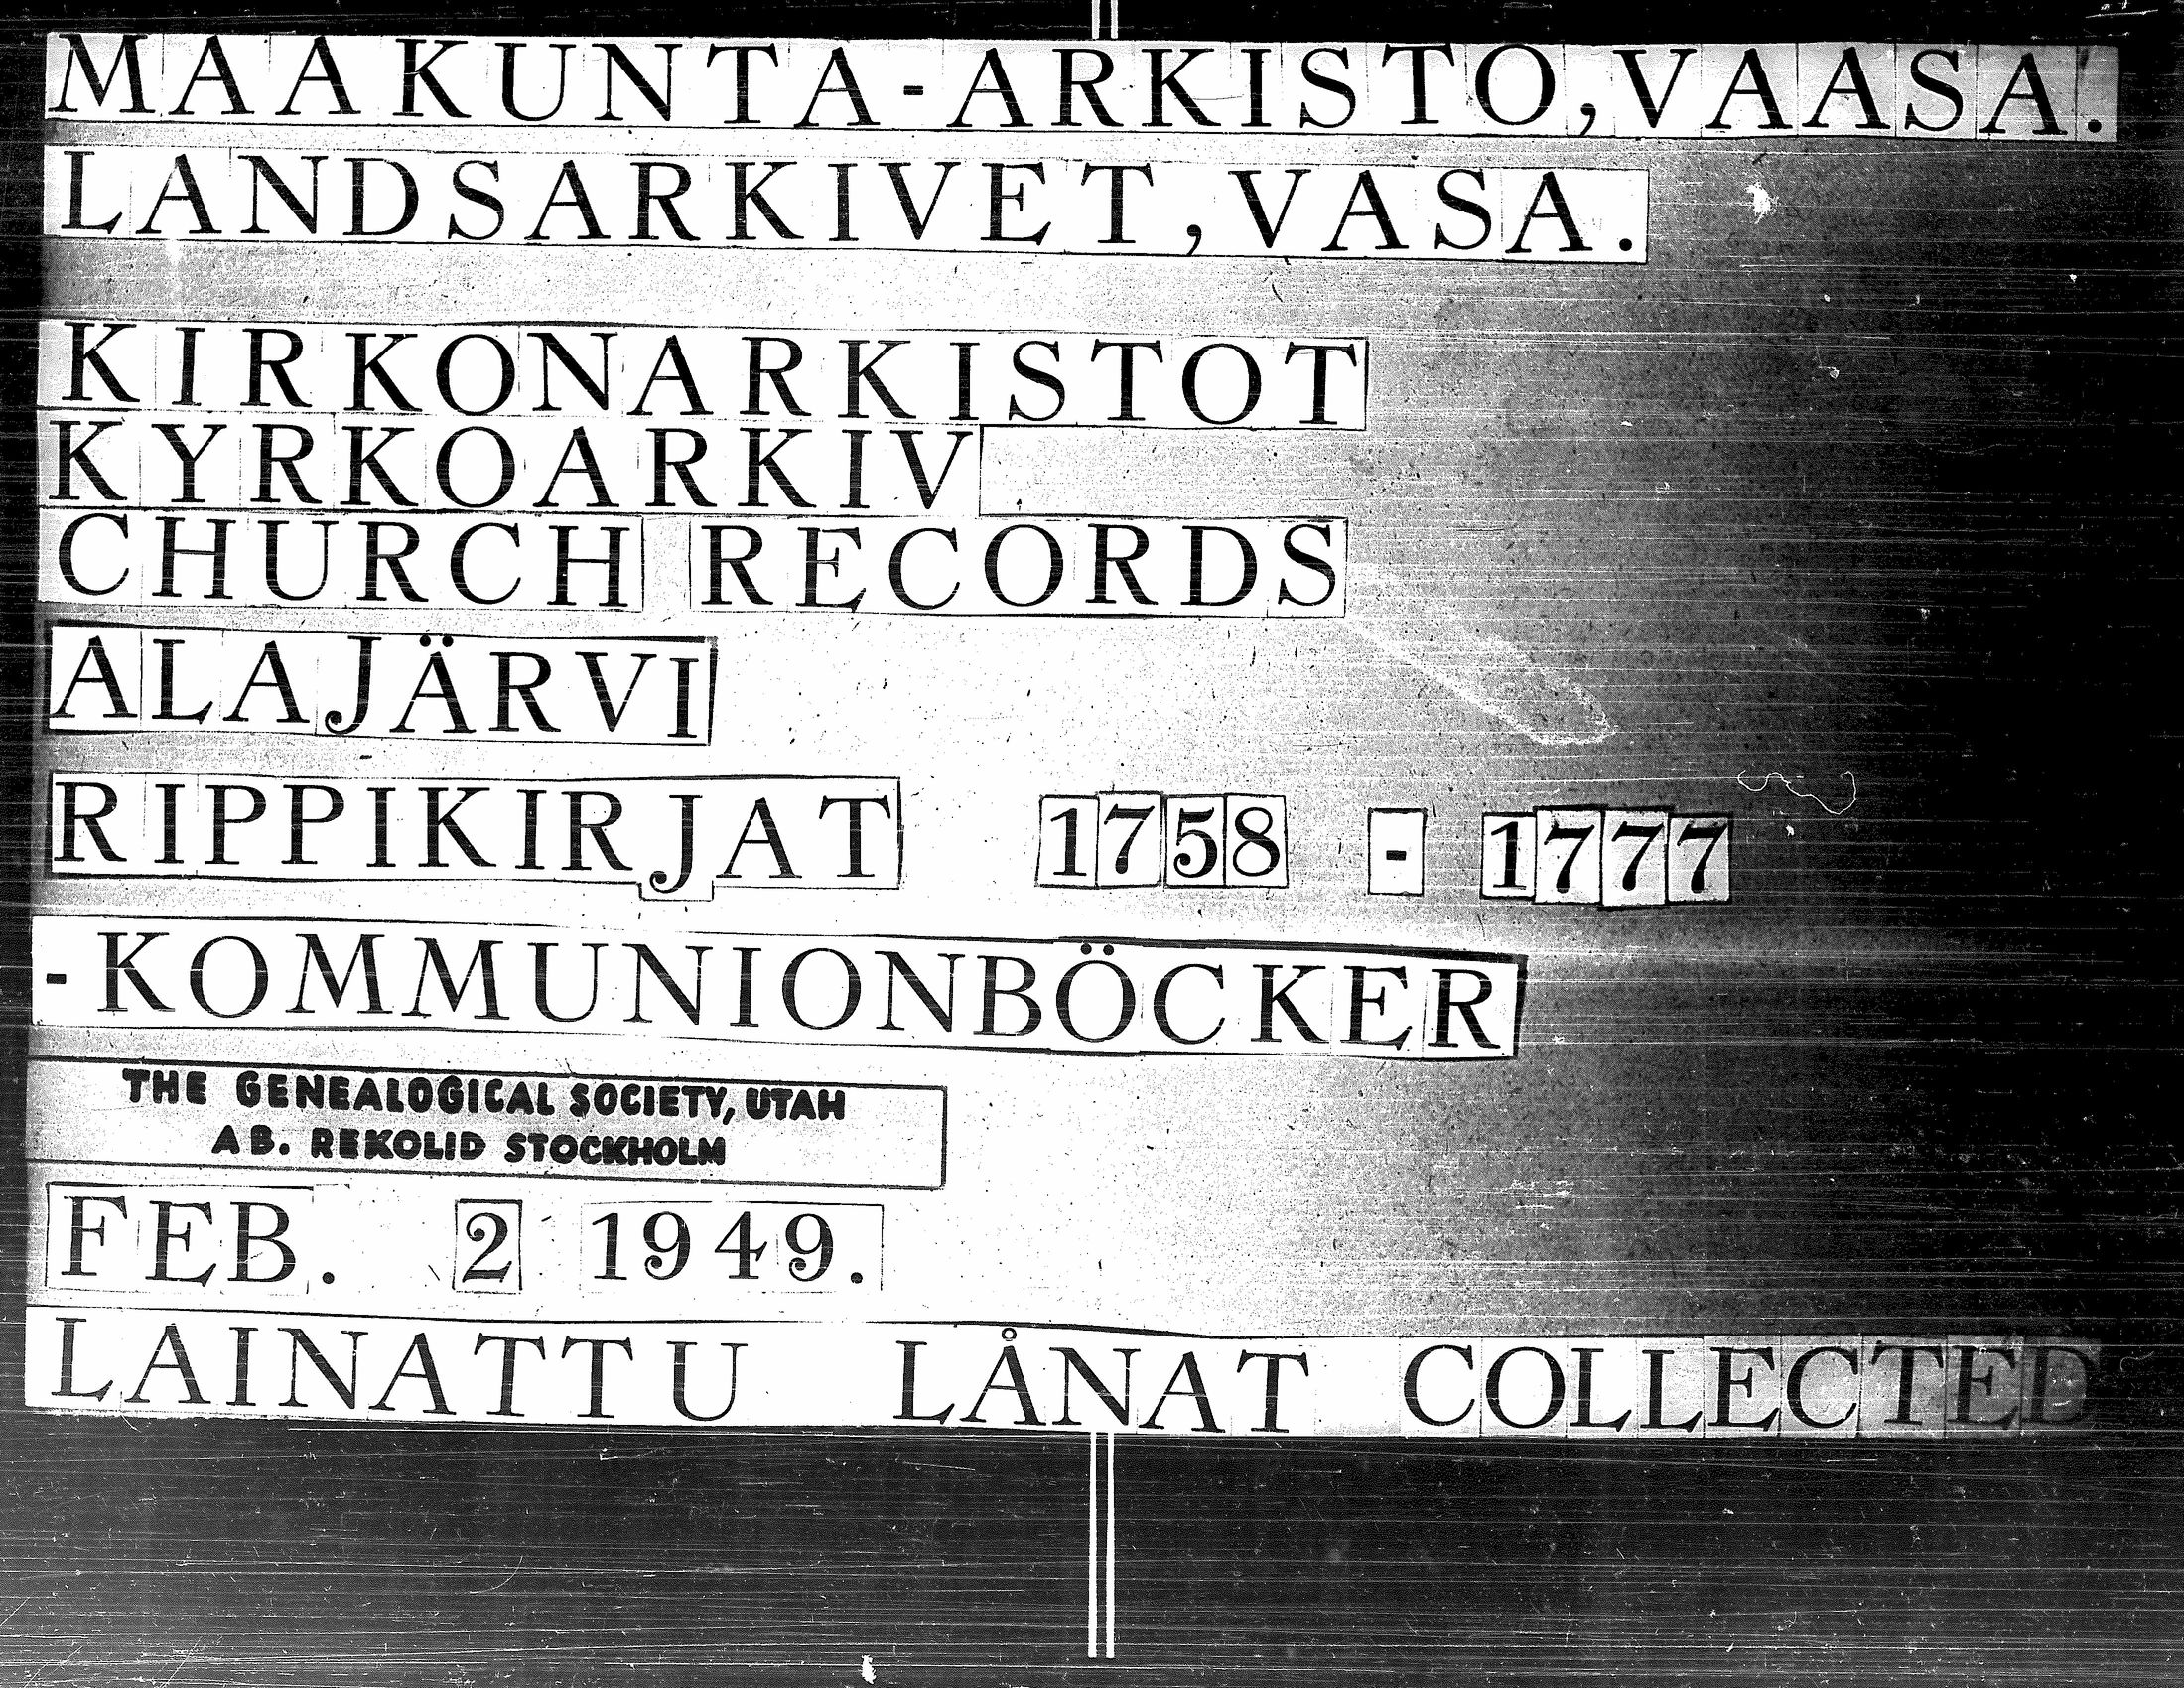 MAAKUNTA-ARKISTO,VAASA.
LANDSARKIVET,VASA.
KIRKONARKISTOT
KYRKOARKIV
CHURCH RECORDS
ALAJÄRVI
RIPPIKIRJAT 1758 - 1777
-KOMMUNIONBÖCKER
THE GENEALOGICAL SOCIETY, UTAH
AB. REKOLID STOCKHOLM
FEB. 2 1949.
LAINATTU LÅNAT COLLECTED